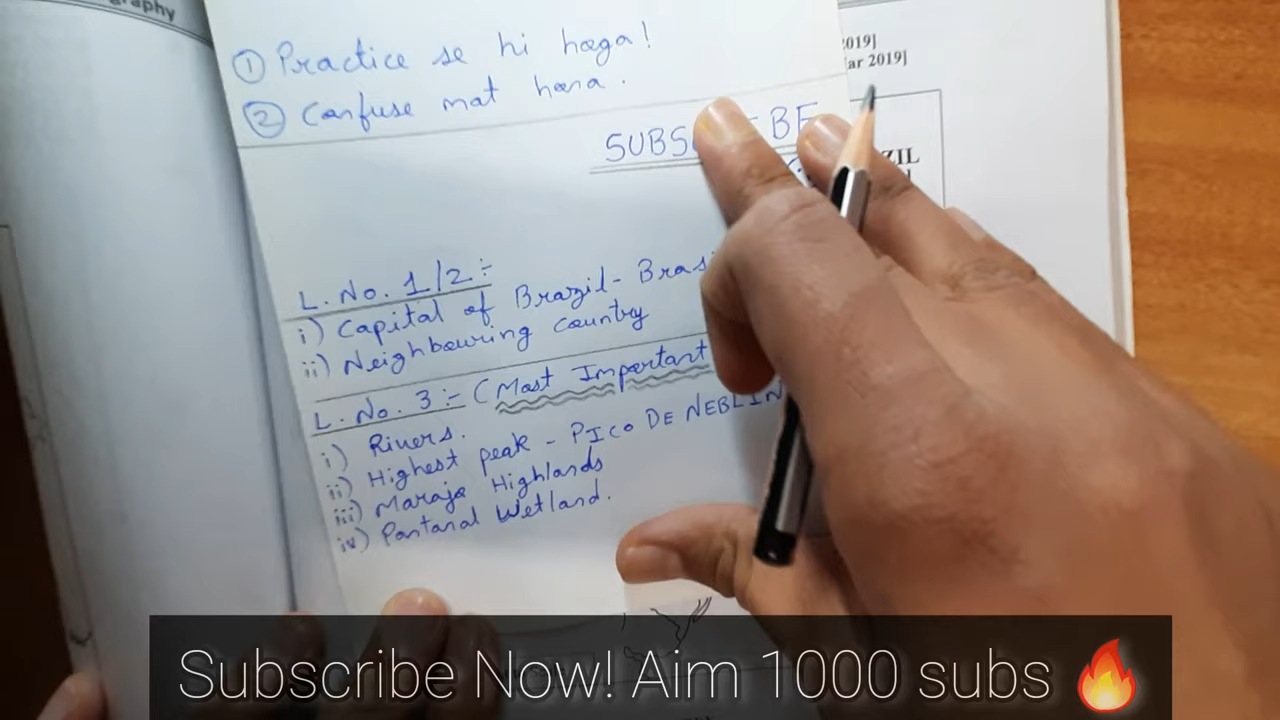 graphy
① Practice se hi hoga!
② Confuse mat hona.
2019]
ar 2019]
ZIL
L. No. 1/2 :-
i) Capital of Brazil - Brasi
ii) Neighbouring Country
L. No. 3 :- (Most Important
i) Rivers.
ii) Highest peak - PICO DE NEBLIN
iii) Marajo Highlands
iv) Pantanal Wetland.
Subscribe Now! Aim 1000 subs 🔥